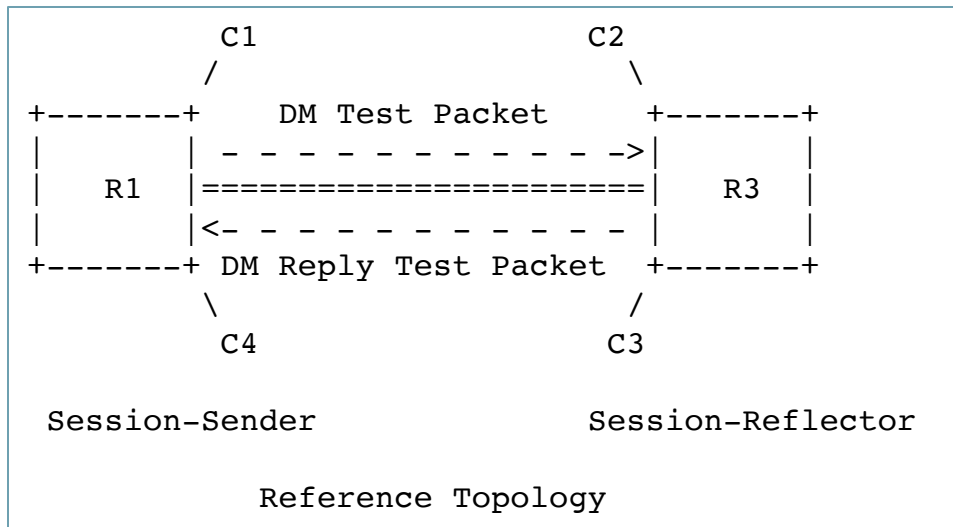 C1 C2
/ \
+-------+ DM Test Packet +-------+
| | - - - - - - - - - - - ->| |
| R1 |=======================| R3 |
| |<- - - - - - - - - - - - | |
+-------+ DM Reply Test Packet +-------+
\ /
C4 C3
Session-Sender Session-Reflector
Reference Topology